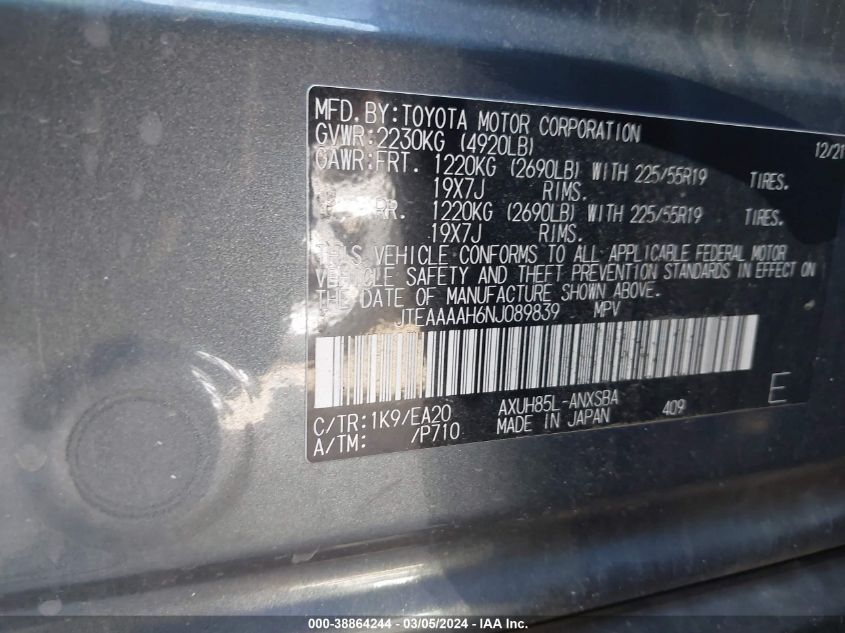 MFD. BY: TOYOTA MOTOR CORPORATION 12/21
GVWR: 2230KG (4920LB)
GAWR: FRT. 1220KG (2690LB) WITH 225/55R19 TIRES.
19X7J RIMS.
RR. 1220KG (2690LB) WITH 225/55R19 TIRES.
19X7J RIMS.
THIS VEHICLE CONFORMS TO ALL APPLICABLE FEDERAL MOTOR
VEHICLE SAFETY AND THEFT PREVENTION STANDARDS IN EFFECT ON
THE DATE OF MANUFACTURE SHOWN ABOVE.
JTEAAAAH6NJ089839 MPV
C/TR: 1K9/EA20 AXUH85L-ANXSBA 409 E
A/TM: /P710 MADE IN JAPAN
000-38864244 - 03/05/2024 - IAA Inc.